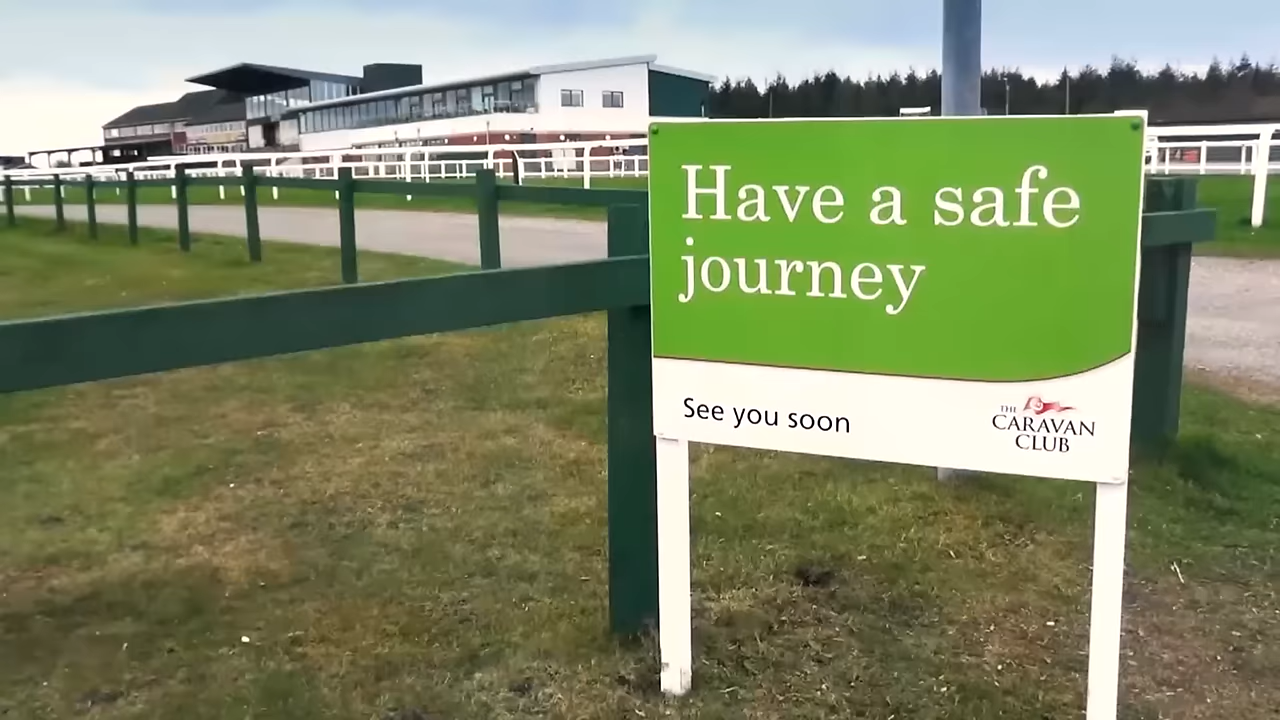 Have a safe
journey
See you soon
THE
CARAVAN
CLUB